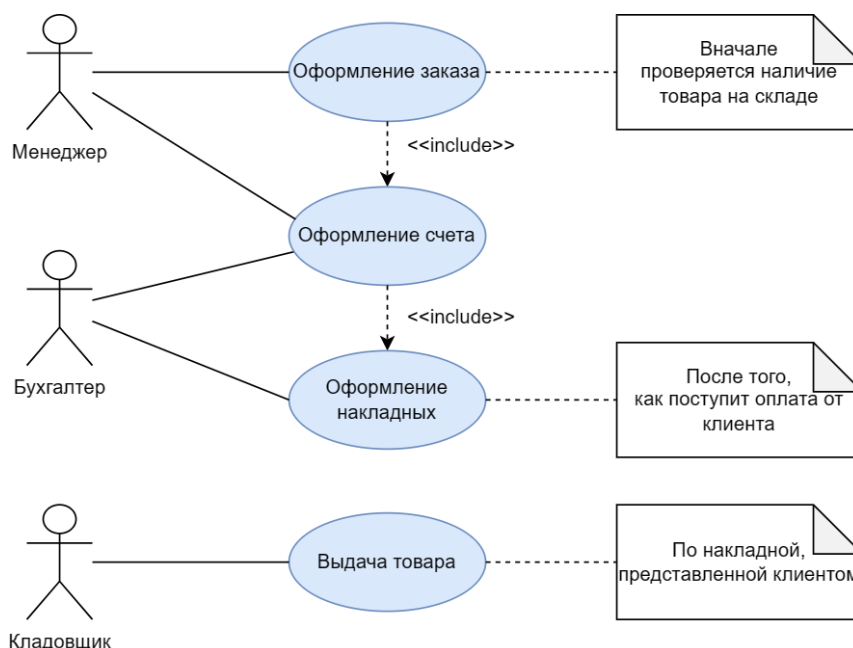 Оформление заказа
Вначале
проверяется наличие
товара на складе
Менеджер
<<include>>
Оформление счета
<<include>>
Бухгалтер
Оформление
накладных
После того,
как поступит оплата от
клиента
Выдача товара
По накладной,
представленной клиентом
Кладовщик